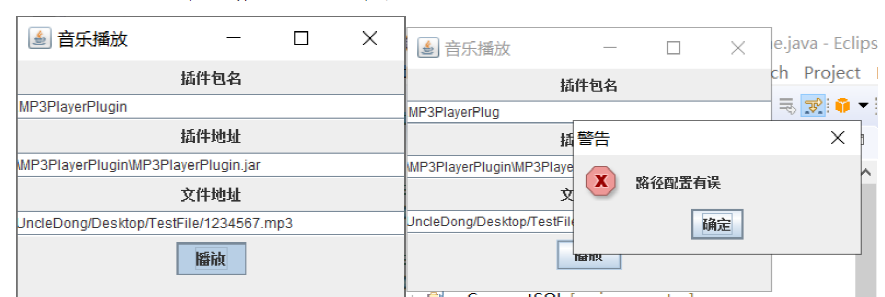 音乐播放
插件包名
MP3PlayerPlugin
插件地址
\MP3PlayerPlugin\MP3PlayerPlugin.jar
文件地址
UncleDong/Desktop/TestFile/1234567.mp3
播放
音乐播放
插件包名
MP3PlayerPlug
插
\MP3PlayerPlugin\MP3Playe
文
UncleDong/Desktop/TestFile
播放
e.java - Eclips
ch Project
警告
路径配置有误
确定